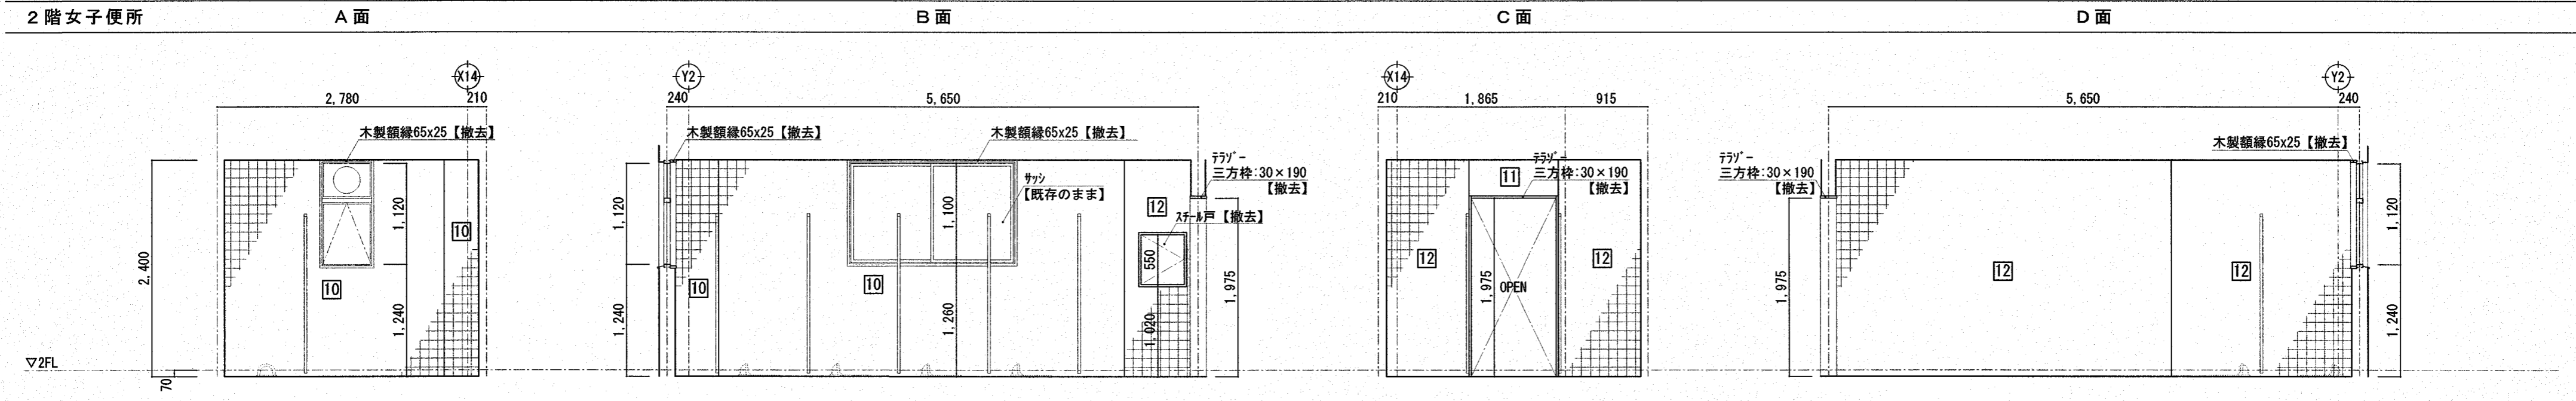 2階女子便所 A面 B面 C面 D面
X14
2,780 210
木製額縁65x25【撤去】
1,120
10
2,400
10
1,240
▽2FL
70
Y2
240 5,650
木製額縁65x25【撤去】 木製額縁65x25【撤去】
ﾃﾗｿﾞｰ
三方枠:30×190
【撤去】
ｻｯｼ
【既存のまま】
1,120
1,100
12
ｽﾁｰﾙ戸【撤去】
550
10
10
1,975
1,240
1,260
1,020
X14
210 1,865 915
ﾃﾗｿﾞｰ
三方枠:30×190
【撤去】
11
12
12
1,975
OPEN
Y2
5,650 240
木製額縁65x25【撤去】
ﾃﾗｿﾞｰ
三方枠:30×190
【撤去】
1,120
12
12
1,975
1,240